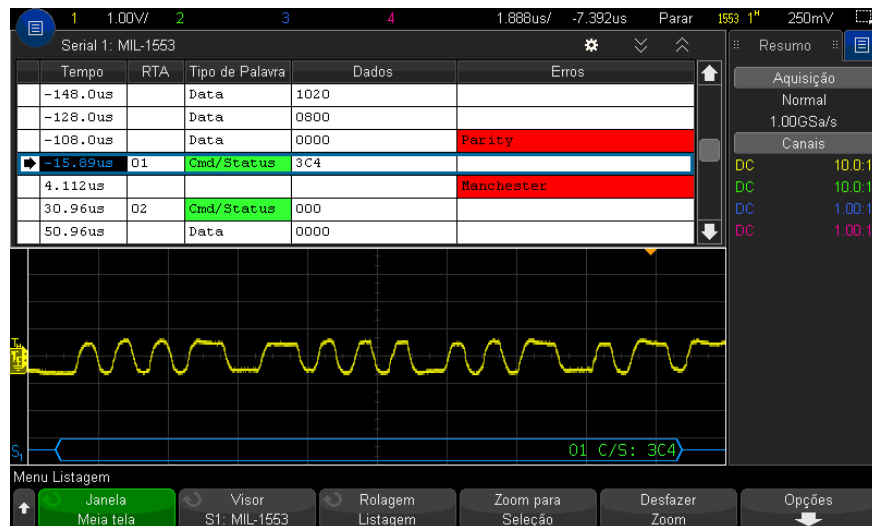 1 1.00V/ 2 3 4 1.888us/ -7.392us Parar 1553 1ᴴ 250mV
Serial 1: MIL-1553
Tempo RTA Tipo de Palavra Dados Erros
-148.0us Data 1020
-128.0us Data 0800
-108.0us Data 0000 Parity
-15.89us 01 Cmd/Status 3C4
4.112us Manchester
30.96us 02 Cmd/Status 000
50.96us Data 0000
Resumo
Aquisição
Normal
1.00GSa/s
Canais
DC 10.0:1
DC 10.0:1
DC 1.00:1
DC 1.00:1
S₁ 01 C/S: 3C4
Menu Listagem
Janela
Meia tela
Visor
S1: MIL-1553
Rolagem
Listagem
Zoom para
Seleção
Desfazer
Zoom
Opções